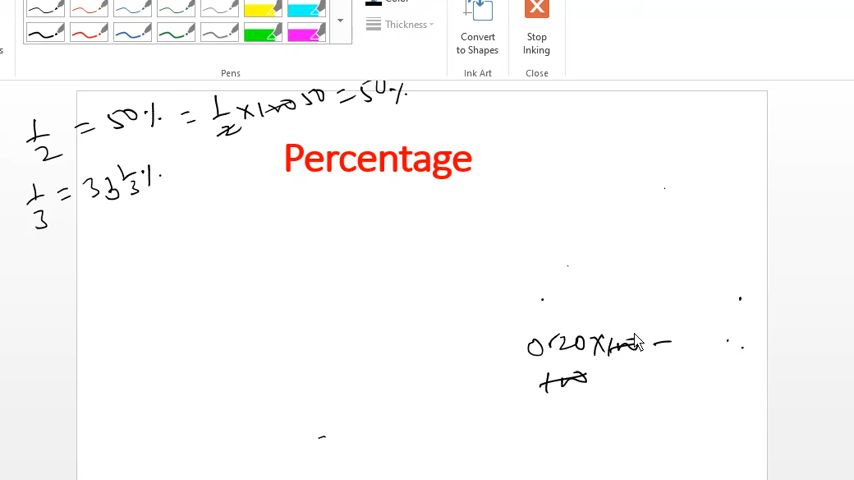 Color
Thickness
Convert to Shapes
Stop Inking
Pens
Ink Art
Close
1/2 = 50% = 1/2 × 100 50 = 50%
Percentage
1/3 = 33 1/3 %
0.20 × 100 -
100